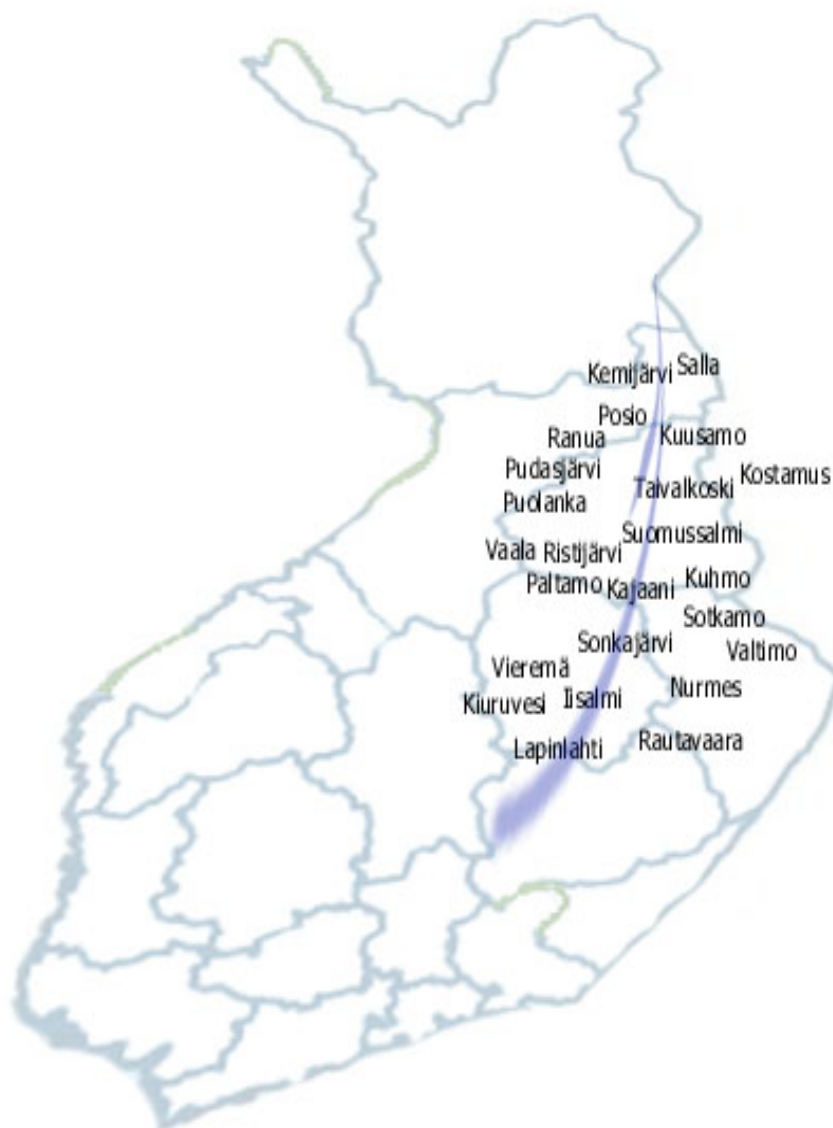 Kemijärvi
Salla
Posio
Ranua
Kuusamo
Pudasjärvi
Kostamus
Taivalkoski
Puolanka
Suomussalmi
Vaala
Ristijärvi
Paltamo
Kajaani
Kuhmo
Sotkamo
Sonkajärvi
Valtimo
Vieremä
Nurmes
Kiuruvesi
Iisalmi
Lapinlahti
Rautavaara